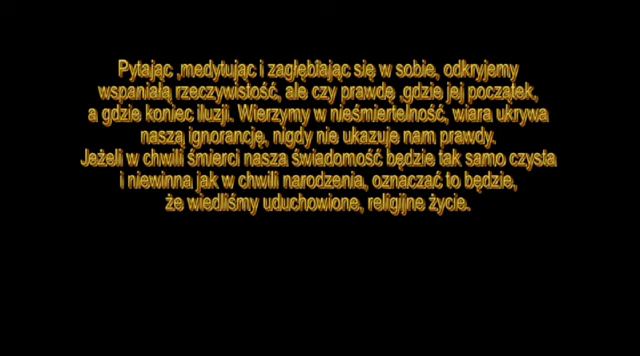 Pytając ,medytując i zagłębiając się w sobie, odkryjemy
wspaniałą rzeczywistość, ale czy prawdę ,gdzie jej początek,
a gdzie koniec iluzji. Wierzymy w nieśmiertelność, wiara ukrywa
naszą ignorancję, nigdy nie ukazuje nam prawdy.
Jeżeli w chwili śmierci nasza świadomość będzie tak samo czysta
i niewinna jak w chwili narodzenia, oznaczać to będzie,
że wiedliśmy uduchowione, religijne życie.